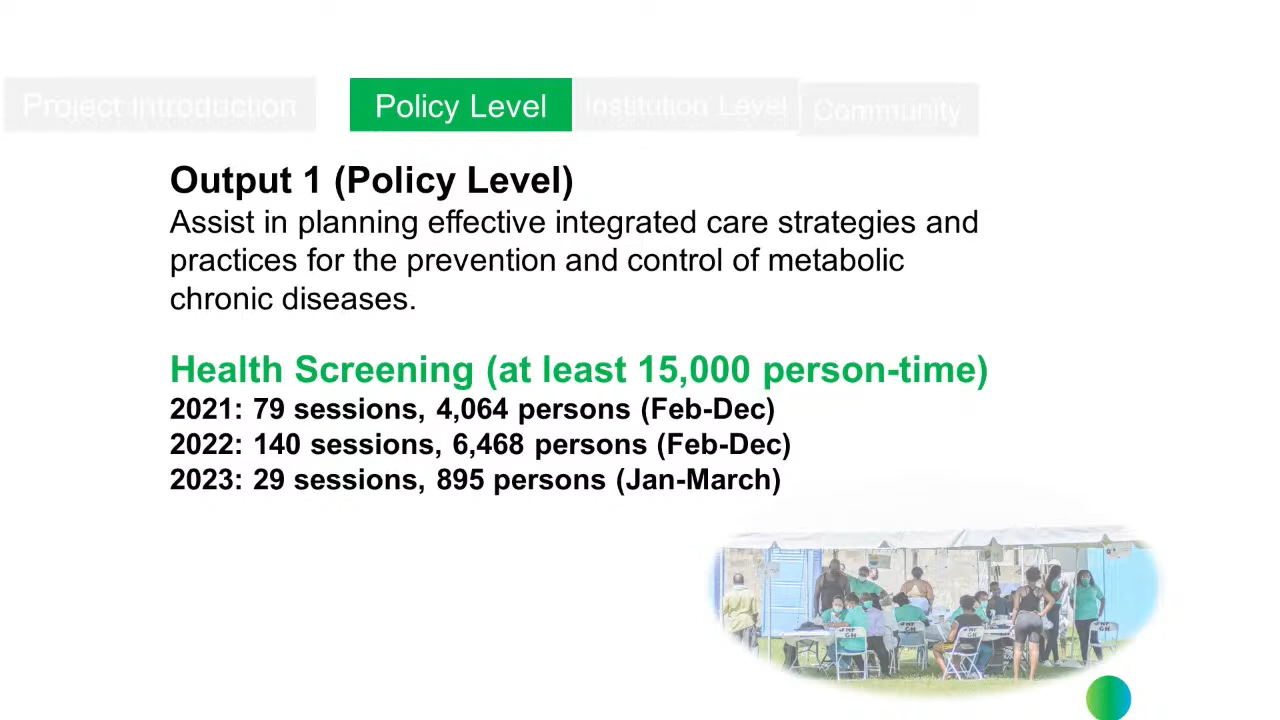 Project Introduction
Policy Level
Institution Level
Community
Output 1 (Policy Level)
Assist in planning effective integrated care strategies and
practices for the prevention and control of metabolic
chronic diseases.
Health Screening (at least 15,000 person-time)
2021: 79 sessions, 4,064 persons (Feb-Dec)
2022: 140 sessions, 6,468 persons (Feb-Dec)
2023: 29 sessions, 895 persons (Jan-March)